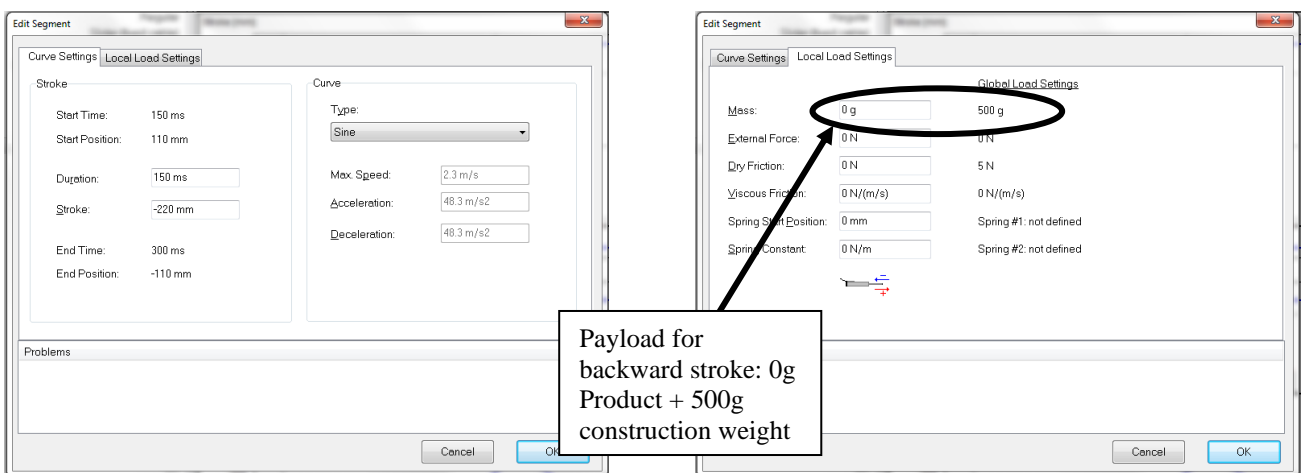 Edit Segment
Curve Settings Local Load Settings
Stroke
Start Time: 150 ms
Start Position: 110 mm
Duration: 150 ms
Stroke: -220 mm
End Time: 300 ms
End Position: -110 mm
Curve
Type:
Sine
Max. Speed: 2.3 m/s
Acceleration: 48.3 m/s2
Deceleration: 48.3 m/s2
Problems
Cancel OK
Edit Segment
Curve Settings Local Load Settings
Global Load Settings
Mass: 0 g 500 g
External Force: 0 N 0 N
Dry Friction: 0 N 5 N
Viscous Friction: 0 N/(m/s) 0 N/(m/s)
Spring Start Position: 0 mm Spring #1: not defined
Spring Constant: 0 N/m Spring #2: not defined
Cancel OK
Payload for
backward stroke: 0g
Product + 500g
construction weight